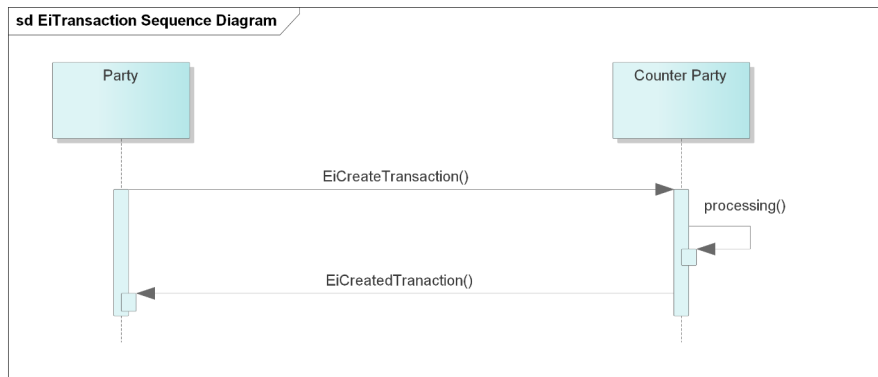 sd EiTransaction Sequence Diagram
Party
Counter Party
EiCreateTransaction()
processing()
EiCreatedTranaction()